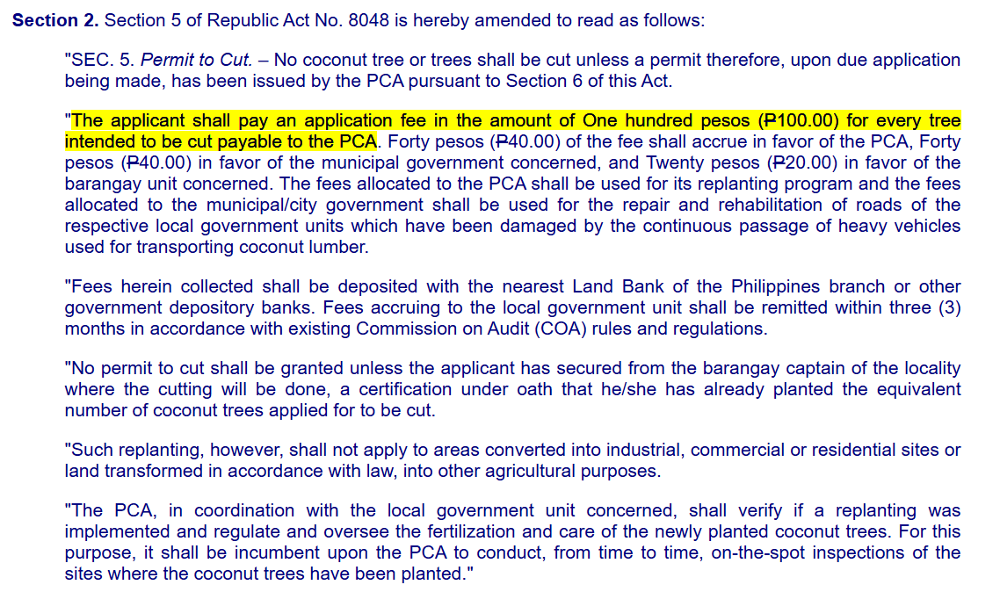 Section 2. Section 5 of Republic Act No. 8048 is hereby amended to read as follows:
"SEC. 5. Permit to Cut. – No coconut tree or trees shall be cut unless a permit therefore, upon due application
being made, has been issued by the PCA pursuant to Section 6 of this Act.
"The applicant shall pay an application fee in the amount of One hundred pesos (₱100.00) for every tree
intended to be cut payable to the PCA. Forty pesos (₱40.00) of the fee shall accrue in favor of the PCA, Forty
pesos (₱40.00) in favor of the municipal government concerned, and Twenty pesos (₱20.00) in favor of the
barangay unit concerned. The fees allocated to the PCA shall be used for its replanting program and the fees
allocated to the municipal/city government shall be used for the repair and rehabilitation of roads of the
respective local government units which have been damaged by the continuous passage of heavy vehicles
used for transporting coconut lumber.
"Fees herein collected shall be deposited with the nearest Land Bank of the Philippines branch or other
government depository banks. Fees accruing to the local government unit shall be remitted within three (3)
months in accordance with existing Commission on Audit (COA) rules and regulations.
"No permit to cut shall be granted unless the applicant has secured from the barangay captain of the locality
where the cutting will be done, a certification under oath that he/she has already planted the equivalent
number of coconut trees applied for to be cut.
"Such replanting, however, shall not apply to areas converted into industrial, commercial or residential sites or
land transformed in accordance with law, into other agricultural purposes.
"The PCA, in coordination with the local government unit concerned, shall verify if a replanting was
implemented and regulate and oversee the fertilization and care of the newly planted coconut trees. For this
purpose, it shall be incumbent upon the PCA to conduct, from time to time, on-the-spot inspections of the
sites where the coconut trees have been planted."